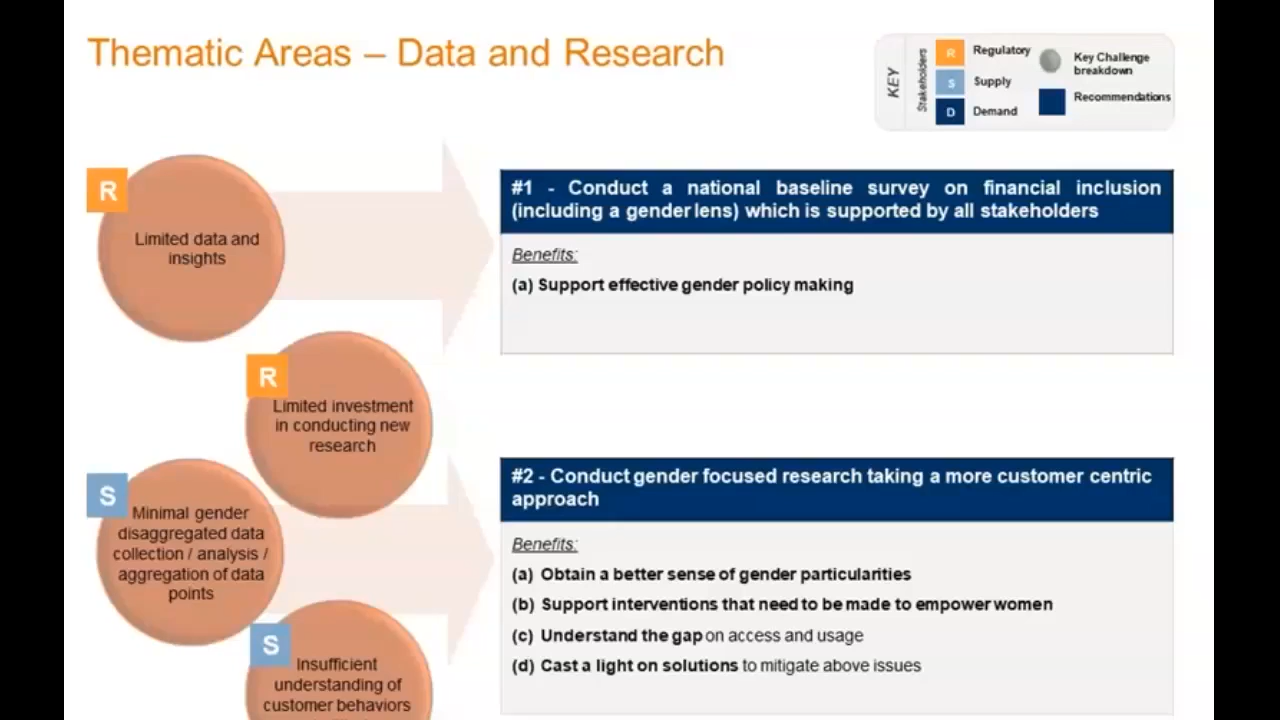 Thematic Areas – Data and Research
KEY
Stakeholders
R Regulatory
S Supply
D Demand
Key Challenge
breakdown
Recommendations
R
Limited data and
insights
#1 - Conduct a national baseline survey on financial inclusion
(including a gender lens) which is supported by all stakeholders
Benefits:
(a) Support effective gender policy making
R
Limited investment
in conducting new
research
S
Minimal gender
disaggregated data
collection / analysis /
aggregation of data
points
#2 - Conduct gender focused research taking a more customer centric
approach
Benefits:
(a) Obtain a better sense of gender particularities
(b) Support interventions that need to be made to empower women
(c) Understand the gap on access and usage
(d) Cast a light on solutions to mitigate above issues
S
Insufficient
understanding of
customer behaviors